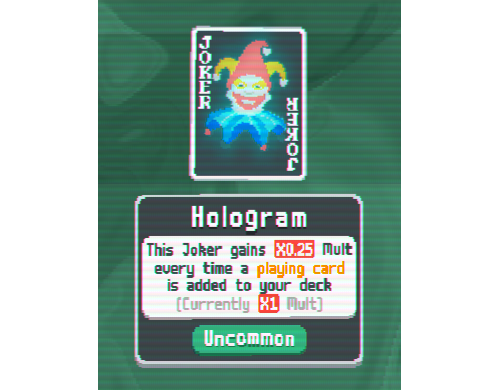 JOKER
JOKER
Hologram
This Joker gains X0.25 Mult
every time a playing card
is added to your deck
(Currently X1 Mult)
Uncommon